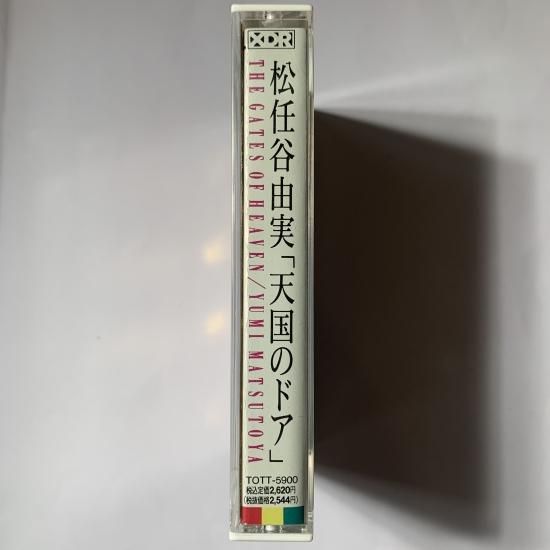 XDR
松任谷由実「天国のドア」
THE GATES OF HEAVEN/YUMI MATSUTOYA
TOTT-5900
税込定価2,620円
(税抜価格2,544円)